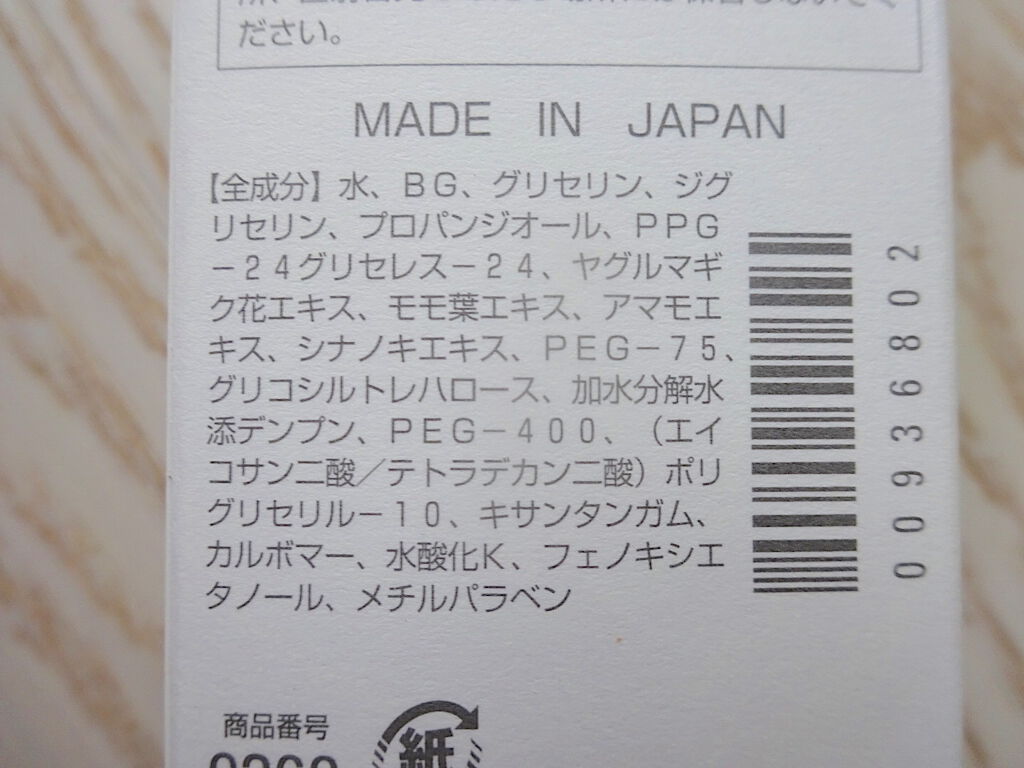 ださい。
MADE IN JAPAN
【全成分】水、BG、グリセリン、ジグ
リセリン、プロパンジオール、PPG
－24グリセレス－24、ヤグルマギ
ク花エキス、モモ葉エキス、アマモエ
キス、シナノキエキス、PEG－75、
グリコシルトレハロース、加水分解水
添デンプン、PEG－400、（エイ
コサン二酸／テトラデカン二酸）ポリ
グリセリル－10、キサンタンガム、
カルボマー、水酸化K、フェノキシエ
タノール、メチルパラベン
00936802
商品番号
紙